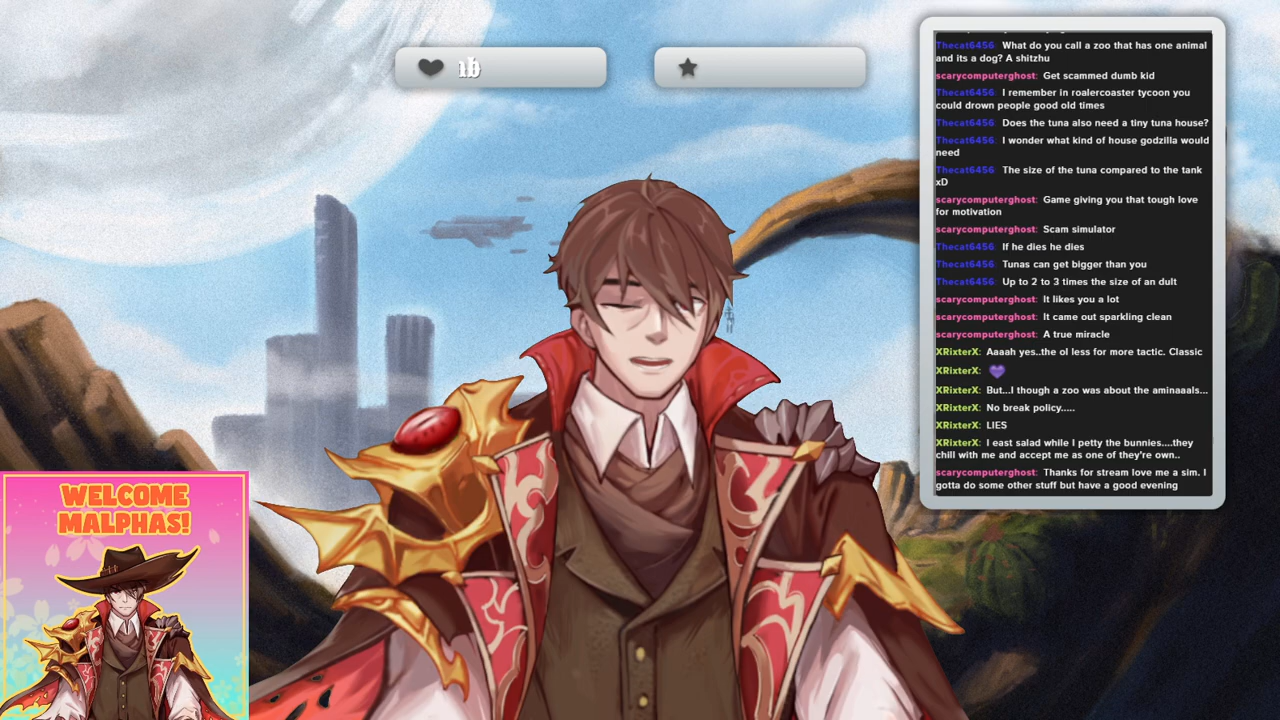 ıb
Thecat6456: What do you call a zoo that has one animal
and its a dog? A shitzhu
scarycomputerghost: Get scammed dumb kid
Thecat6456: I remember in roalercoaster tycoon you
could drown people good old times
Thecat6456: Does the tuna also need a tiny tuna house?
Thecat6456: I wonder what kind of house godzilla would
need
Thecat6456: The size of the tuna compared to the tank
xD
scarycomputerghost: Game giving you that tough love
for motivation
scarycomputerghost: Scam simulator
Thecat6456: If he dies he dies
Thecat6456: Tunas can get bigger than you
Thecat6456: Up to 2 to 3 times the size of an dult
scarycomputerghost: It likes you a lot
scarycomputerghost: It came out sparkling clean
scarycomputerghost: A true miracle
XRixterX: Aaaah yes..the ol less for more tactic. Classic
XRixterX: 💜
XRixterX: But...I though a zoo was about the aminaaals...
XRixterX: No break policy.....
XRixterX: LIES
XRixterX: I east salad while I petty the bunnies....they
chill with me and accept me as one of they're own..
scarycomputerghost: Thanks for stream love me a sim. I
gotta do some other stuff but have a good evening
WELCOME
MALPHAS!